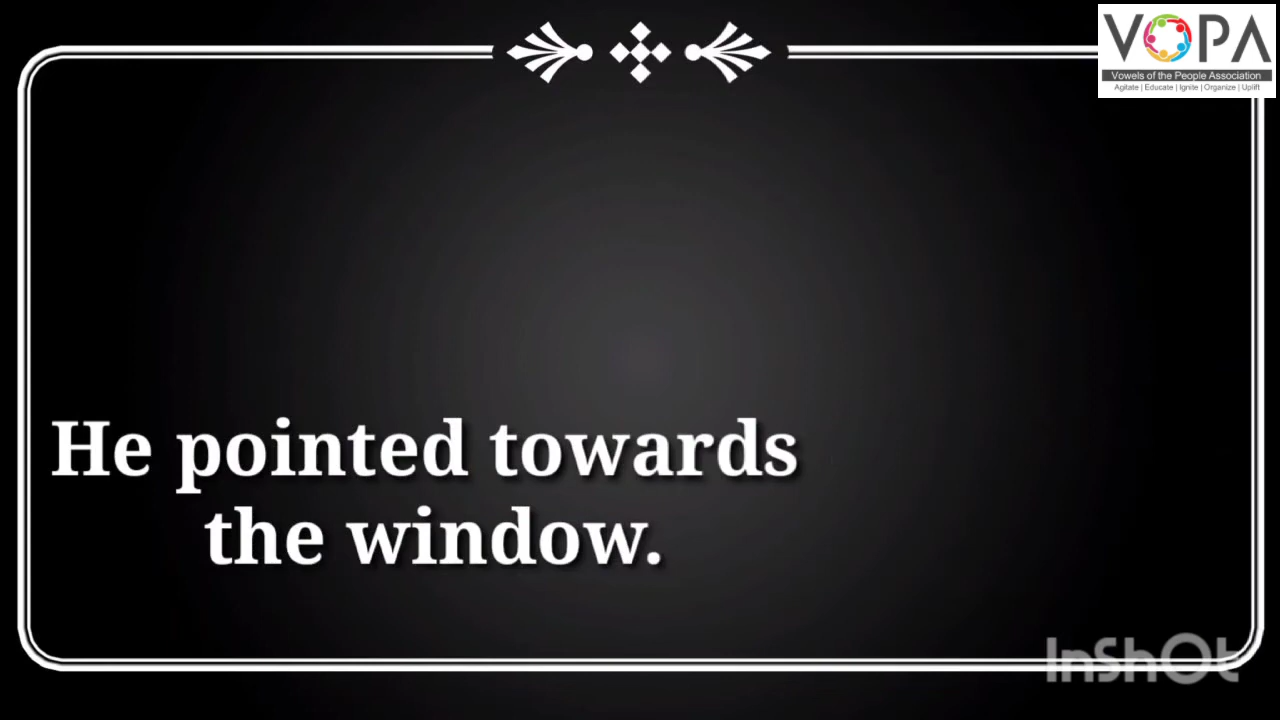 VOPA
Vowels of the People Association
Agitate | Educate | Ignite | Organize | Uplift
He pointed towards
the window.
InShOt